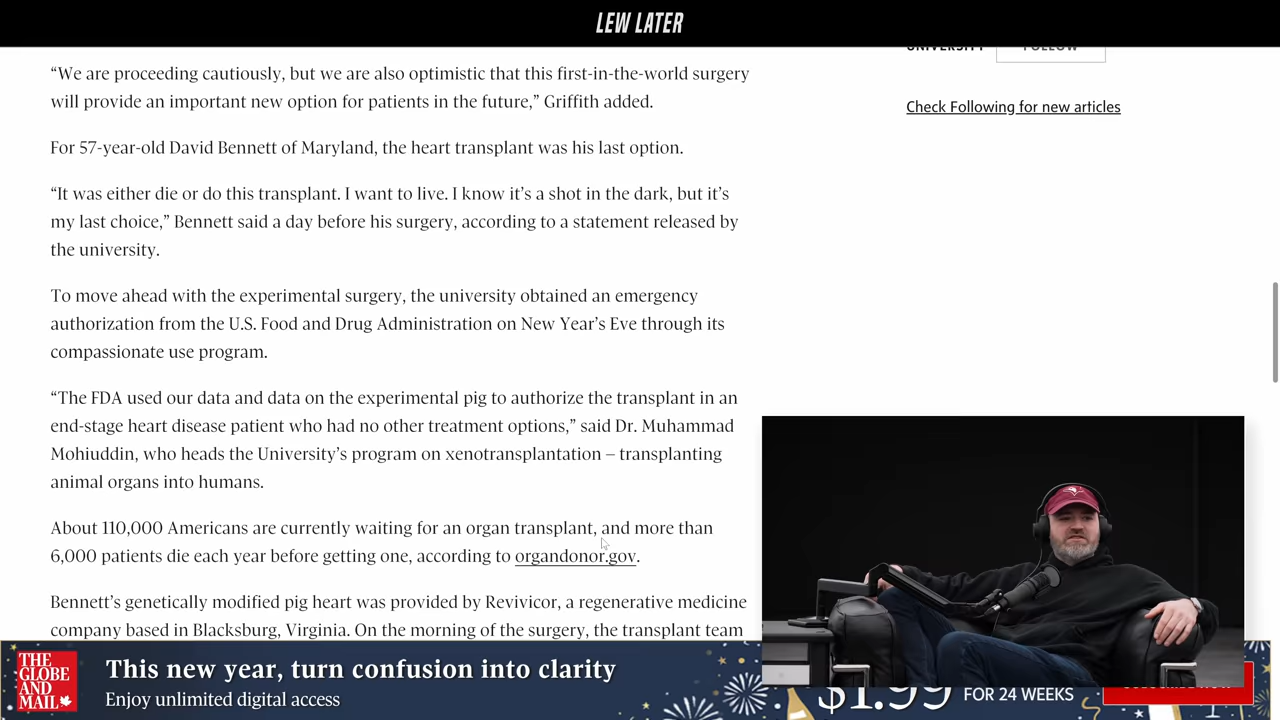 LEW LATER
UNIVERSITY FOLLOW
“We are proceeding cautiously, but we are also optimistic that this first-in-the-world surgery
will provide an important new option for patients in the future,” Griffith added.
Check Following for new articles
For 57-year-old David Bennett of Maryland, the heart transplant was his last option.
“It was either die or do this transplant. I want to live. I know it’s a shot in the dark, but it’s
my last choice,” Bennett said a day before his surgery, according to a statement released by
the university.
To move ahead with the experimental surgery, the university obtained an emergency
authorization from the U.S. Food and Drug Administration on New Year’s Eve through its
compassionate use program.
“The FDA used our data and data on the experimental pig to authorize the transplant in an
end-stage heart disease patient who had no other treatment options,” said Dr. Muhammad
Mohiuddin, who heads the University’s program on xenotransplantation – transplanting
animal organs into humans.
About 110,000 Americans are currently waiting for an organ transplant, and more than
6,000 patients die each year before getting one, according to organdonor.gov.
Bennett’s genetically modified pig heart was provided by Revivicor, a regenerative medicine
company based in Blacksburg, Virginia. On the morning of the surgery, the transplant team
THE
GLOBE
AND
MAIL
This new year, turn confusion into clarity
Enjoy unlimited digital access
$1.99 FOR 24 WEEKS